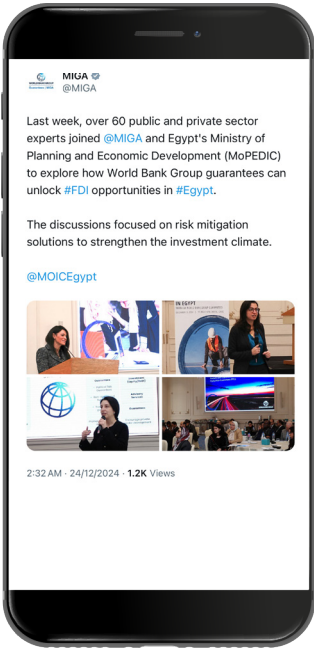 MIGA
@MIGA
Last week, over 60 public and private sector
experts joined @MIGA and Egypt's Ministry of
Planning and Economic Development (MoPEDIC)
to explore how World Bank Group guarantees can
unlock #FDI opportunities in #Egypt.
The discussions focused on risk mitigation
solutions to strengthen the investment climate.
@MOICEgypt
IN EGYPT
2:32 AM · 24/12/2024 · 1.2K Views